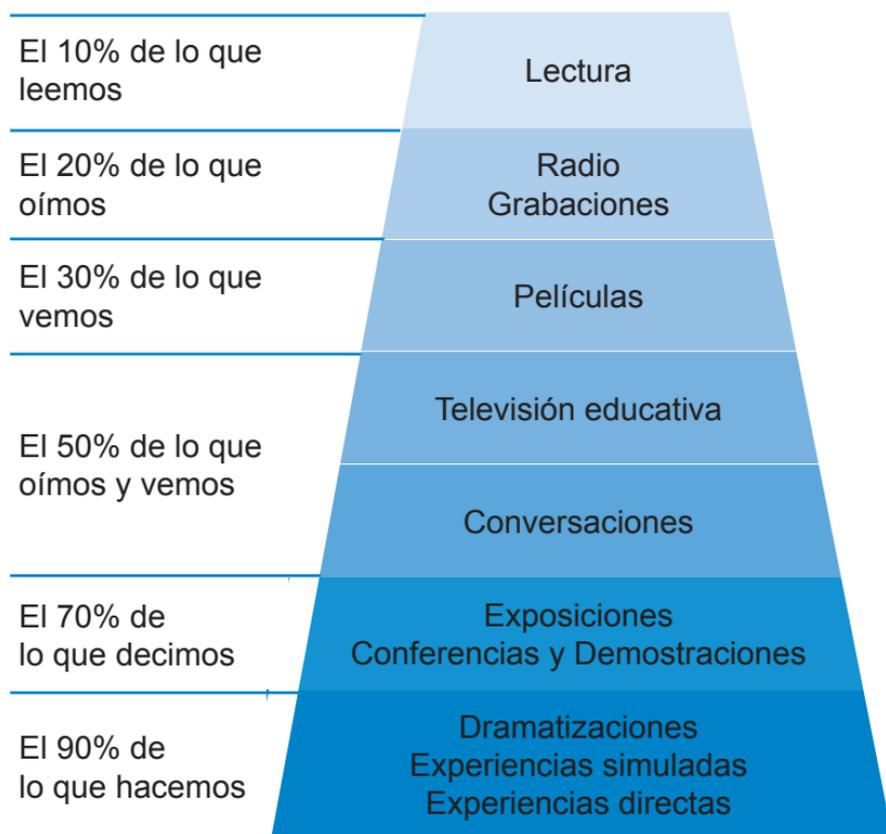 El 10% de lo que
leemos
Lectura
El 20% de lo que
oímos
Radio
Grabaciones
El 30% de lo que
vemos
Películas
El 50% de lo que
oímos y vemos
Televisión educativa
Conversaciones
El 70% de
lo que decimos
Exposiciones
Conferencias y Demostraciones
El 90% de
lo que hacemos
Dramatizaciones
Experiencias simuladas
Experiencias directas